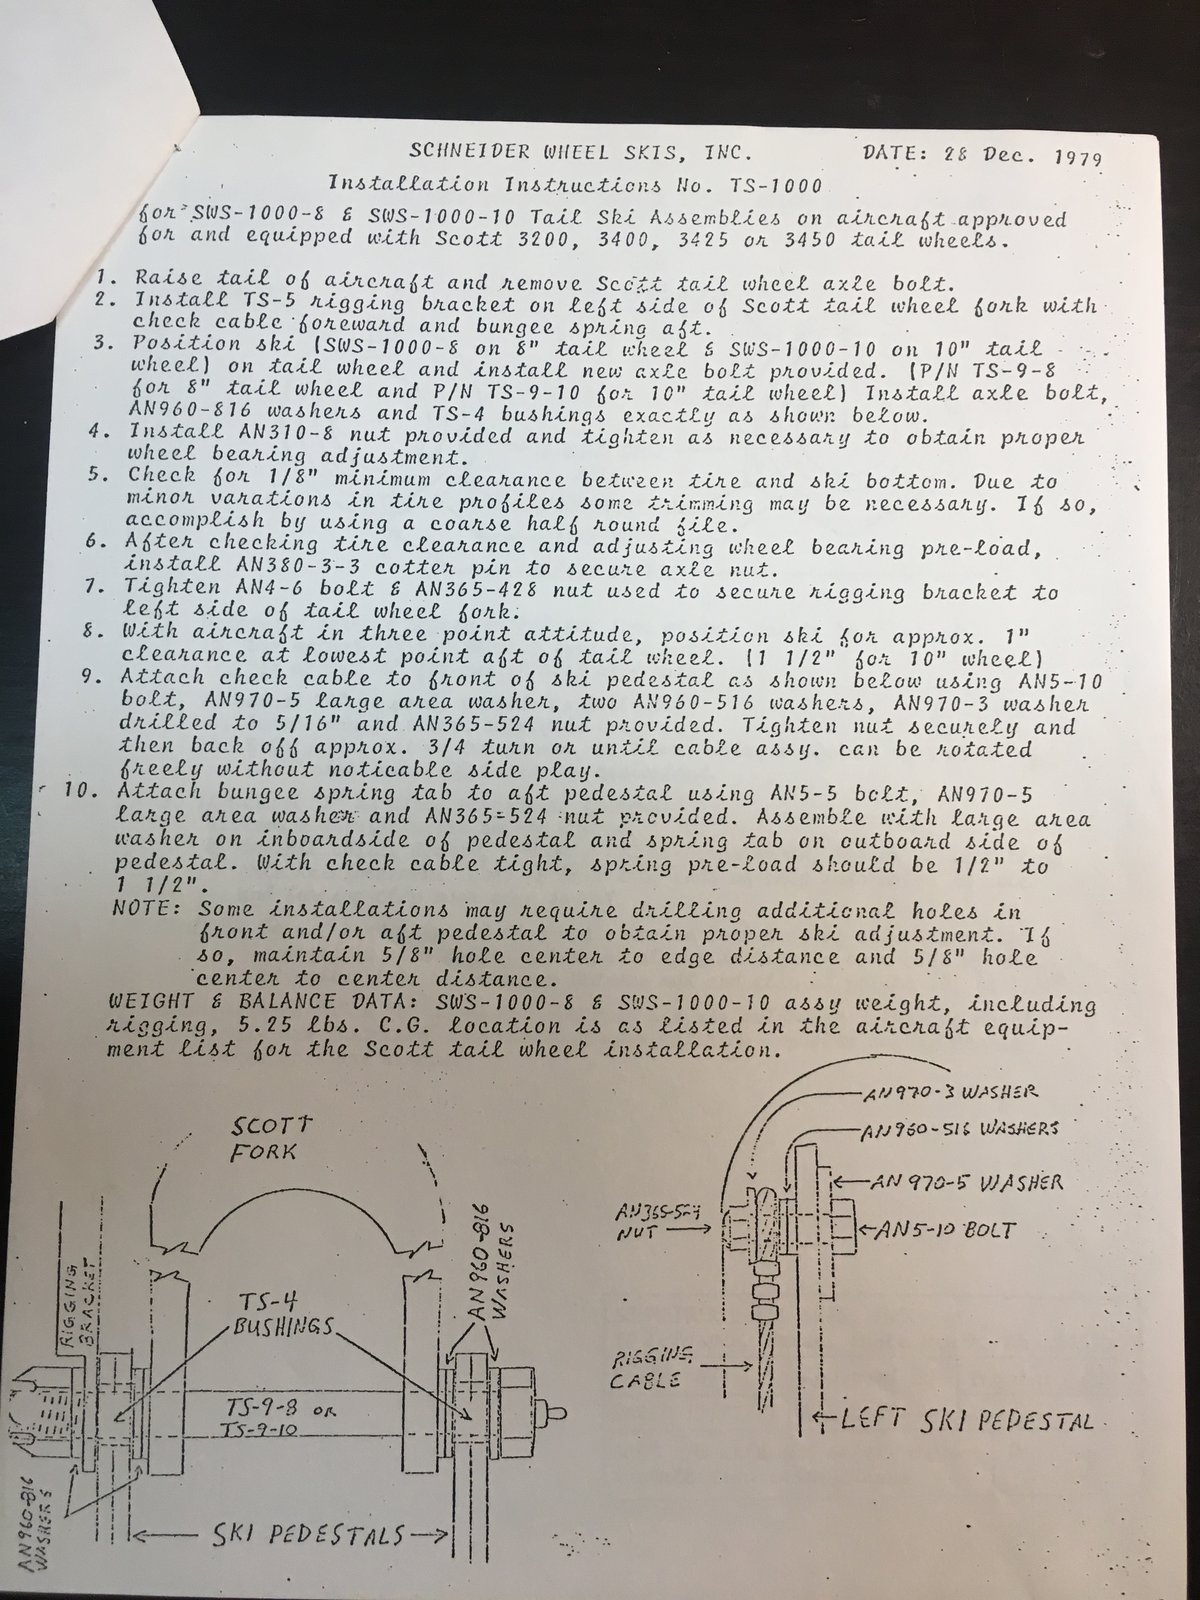 SCHNEIDER WHEEL SKIS, INC. DATE: 28 Dec. 1979
Installation Instructions No. TS-1000
for SWS-1000-8 & SWS-1000-10 Tail Ski Assemblies on aircraft approved
for and equipped with Scott 3200, 3400, 3425 or 3450 tail wheels.
1. Raise tail of aircraft and remove Scott tail wheel axle bolt.
2. Install TS-5 rigging bracket on left side of Scott tail wheel fork with
check cable foreward and bungee spring aft.
3. Position ski (SWS-1000-8 on 8" tail wheel & SWS-1000-10 on 10" tail
wheel) on tail wheel and install new axle bolt provided. (P/N TS-9-8
for 8" tail wheel and P/N TS-9-10 for 10" tail wheel) Install axle bolt,
AN960-816 washers and TS-4 bushings exactly as shown below.
4. Install AN310-8 nut provided and tighten as necessary to obtain proper
wheel bearing adjustment.
5. Check for 1/8" minimum clearance between tire and ski bottom. Due to
minor varations in tire profiles some trimming may be necessary. If so,
accomplish by using a coarse half round file.
6. After checking tire clearance and adjusting wheel bearing pre-load,
install AN380-3-3 cotter pin to secure axle nut.
7. Tighten AN4-6 bolt & AN365-428 nut used to secure rigging bracket to
left side of tail wheel fork.
8. With aircraft in three point attitude, position ski for approx. 1"
clearance at lowest point aft of tail wheel. (1 1/2" for 10" wheel)
9. Attach check cable to front of ski pedestal as shown below using AN5-10
bolt, AN970-5 large area washer, two AN960-516 washers, AN970-3 washer
drilled to 5/16" and AN365-524 nut provided. Tighten nut securely and
then back off approx. 3/4 turn or until cable assy. can be rotated
freely without noticable side play.
10. Attach bungee spring tab to aft pedestal using AN5-5 bolt, AN970-5
large area washer and AN365=524 nut provided. Assemble with large area
washer on inboardside of pedestal and spring tab on outboard side of
pedestal. With check cable tight, spring pre-load should be 1/2" to
1 1/2".
NOTE: Some installations may require drilling additional holes in
front and/or aft pedestal to obtain proper ski adjustment. If
so, maintain 5/8" hole center to edge distance and 5/8" hole
center to center distance.
WEIGHT & BALANCE DATA: SWS-1000-8 & SWS-1000-10 assy weight, including
rigging, 5.25 lbs. C.G. location is as listed in the aircraft equip-
ment list for the Scott tail wheel installation.
SCOTT
FORK
RIGGING
BRACKET
TS-4
BUSHINGS
AN960-816
WASHERS
TS-9-8 OR
TS-9-10
AN960-816
WASHERS
SKI PEDESTALS
AN970-3 WASHER
AN960-516 WASHERS
AN970-5 WASHER
AN365-524
NUT
AN5-10 BOLT
RIGGING
CABLE
LEFT SKI PEDESTAL